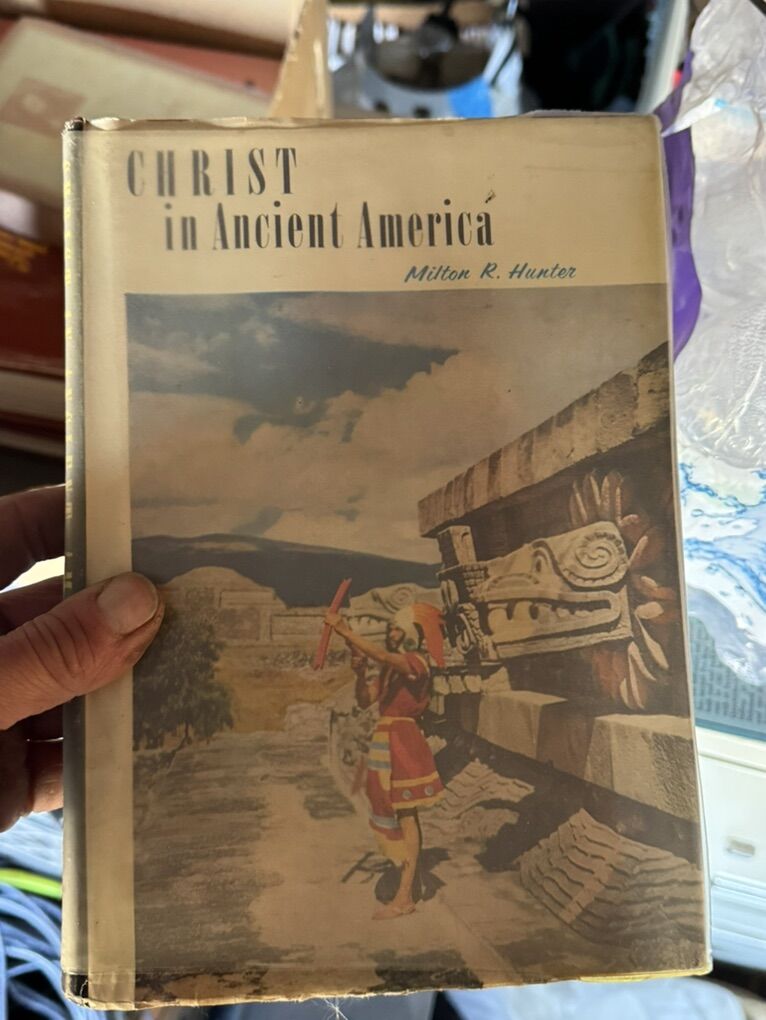 CHRIST
in Ancient America
Milton R. Hunter